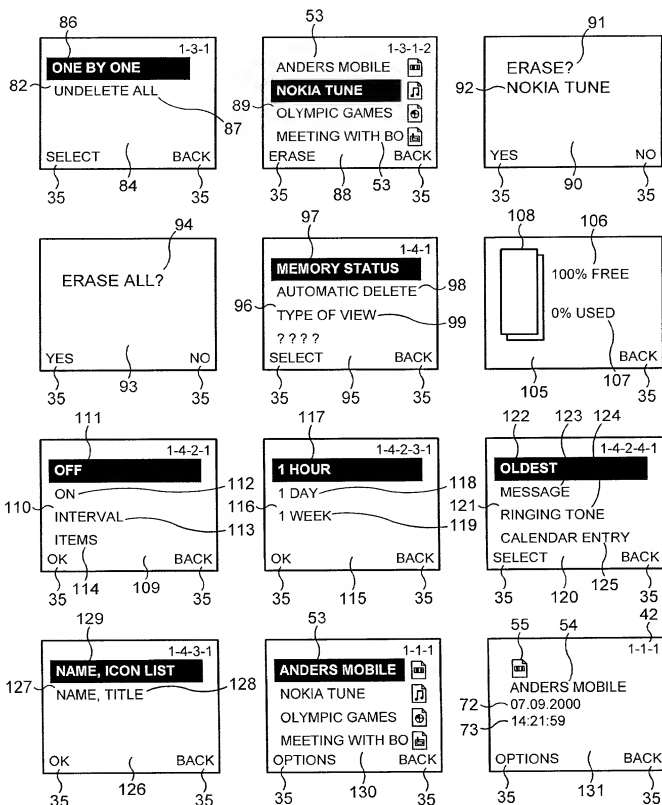 86
1-3-1
ONE BY ONE
82
UNDELETE ALL
87
SELECT BACK
35 84 35
53
1-3-1-2
ANDERS MOBILE
NOKIA TUNE
89
OLYMPIC GAMES
MEETING WITH BO
ERASE BACK
35 88 53 35
91
ERASE?
92 NOKIA TUNE
YES NO
35 90 35
94
ERASE ALL?
YES NO
35 93 35
97
1-4-1
MEMORY STATUS
AUTOMATIC DELETE 98
96 TYPE OF VIEW 99
? ? ? ?
SELECT BACK
35 95 35
108 106
100% FREE
0% USED
BACK
105 107 35
111
1-4-2-1
OFF
ON 112
110 INTERVAL 113
ITEMS
OK BACK
35 114 109 35
117
1-4-2-3-1
1 HOUR
1 DAY 118
116 1 WEEK 119
OK BACK
35 115 35
122 123 124
1-4-2-4-1
OLDEST
MESSAGE
121 RINGING TONE
CALENDAR ENTRY
SELECT BACK
35 120 125 35
129
1-4-3-1
NAME, ICON LIST
127 NAME, TITLE 128
OK BACK
35 126 35
53
1-1-1
ANDERS MOBILE
NOKIA TUNE
OLYMPIC GAMES
MEETING WITH BO
OPTIONS BACK
35 130 35
55 54 42
1-1-1
ANDERS MOBILE
72 07.09.2000
73 14:21:59
OPTIONS BACK
35 131 35